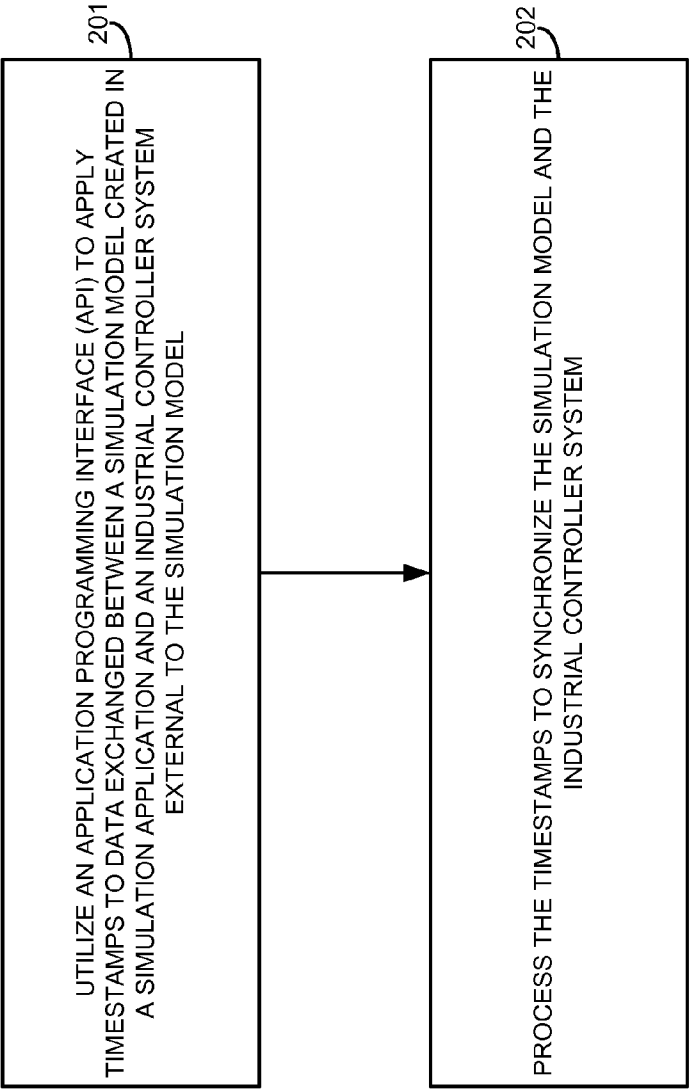 201
UTILIZE AN APPLICATION PROGRAMMING INTERFACE (API) TO APPLY
TIMESTAMPS TO DATA EXCHANGED BETWEEN A SIMULATION MODEL CREATED IN
A SIMULATION APPLICATION AND AN INDUSTRIAL CONTROLLER SYSTEM
EXTERNAL TO THE SIMULATION MODEL
202
PROCESS THE TIMESTAMPS TO SYNCHRONIZE THE SIMULATION MODEL AND THE
INDUSTRIAL CONTROLLER SYSTEM